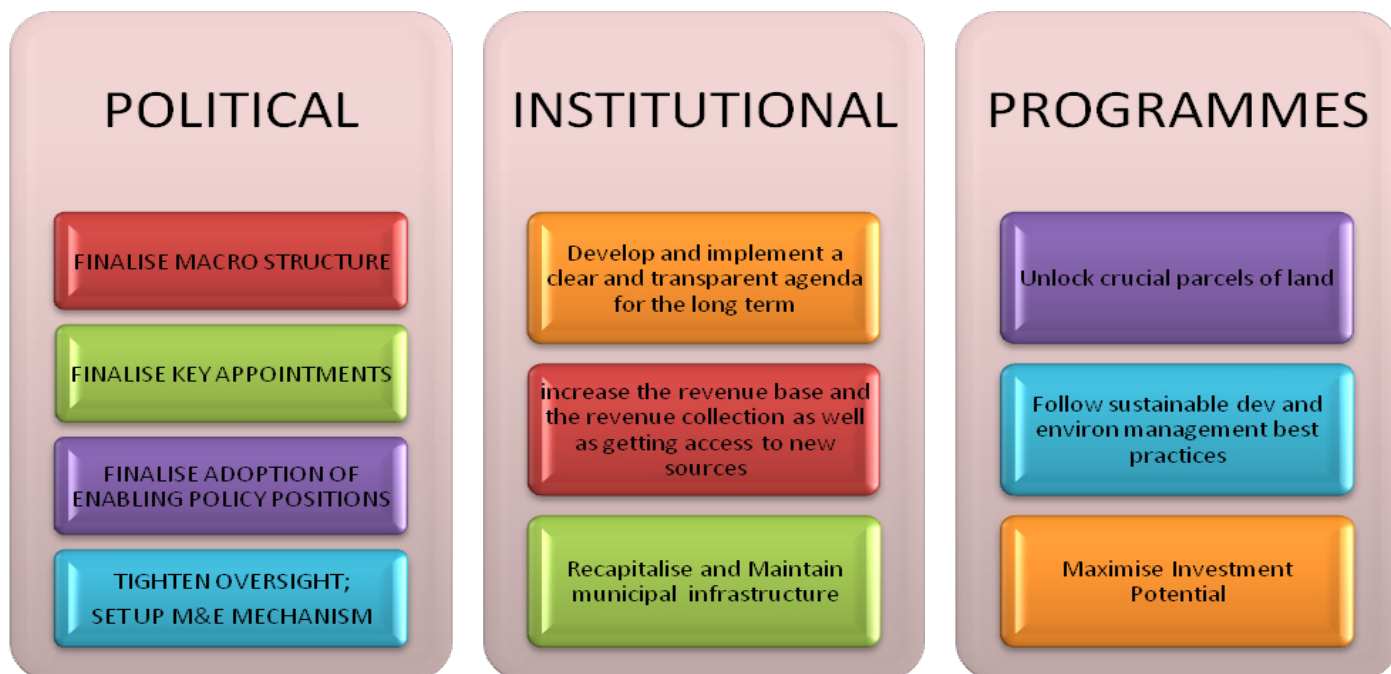 POLITICAL
FINALISE MACRO STRUCTURE
FINALISE KEY APPOINTMENTS
FINALISE ADOPTION OF
ENABLING POLICY POSITIONS
TIGHTEN OVERSIGHT;
SET UP M&E MECHANISM
INSTITUTIONAL
Develop and implement a
clear and transparent agenda
for the long term
increase the revenue base and
the revenue collection as well
as getting access to new
sources
Recapitalise and Maintain
municipal infrastructure
PROGRAMMES
Unlock crucial parcels of land
Follow sustainable dev and
environ management best
practices
Maximise Investment
Potential